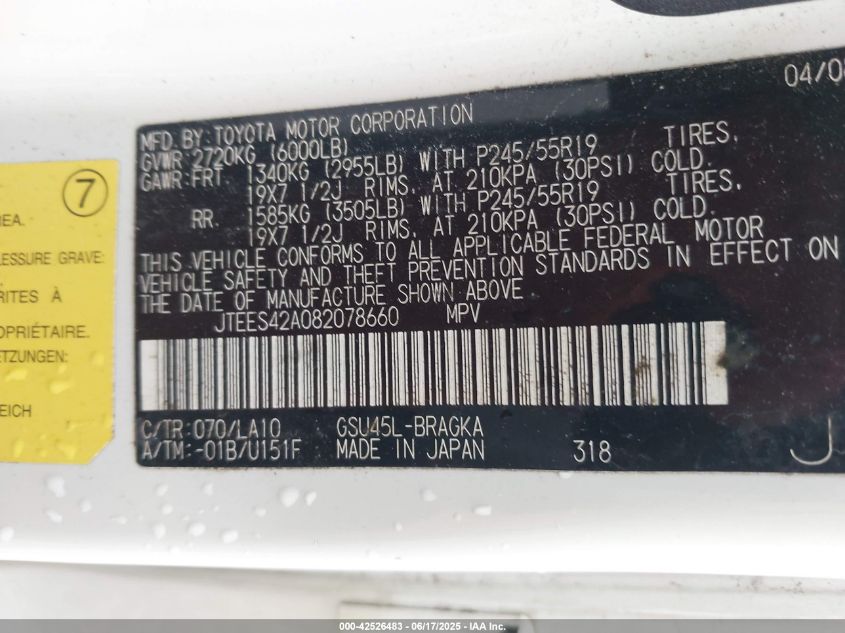 04/08
MFD. BY: TOYOTA MOTOR CORPORATION
GVWR 2720KG (6000LB)
GAWR FRT 1340KG (2955LB) WITH P245/55R19 TIRES,
19X7 1/2J RIMS, AT 210KPA (30PSI) COLD.
RR 1585KG (3505LB) WITH P245/55R19 TIRES,
19X7 1/2J RIMS, AT 210KPA (30PSI) COLD.
THIS VEHICLE CONFORMS TO ALL APPLICABLE FEDERAL MOTOR
VEHICLE SAFETY AND THEFT PREVENTION STANDARDS IN EFFECT ON
THE DATE OF MANUFACTURE SHOWN ABOVE.
JTEES42A082078660 MPV
C/TR: 070/LA10 GSU45L-BRAGKA
A/TM: -01B/U151F MADE IN JAPAN 318
J
7
REA.
LESSURE GRAVE:
RITES À
PROPRIÉTAIRE.
ETZUNGEN:
EICH
000-42526483 - 06/17/2025 - IAA Inc.